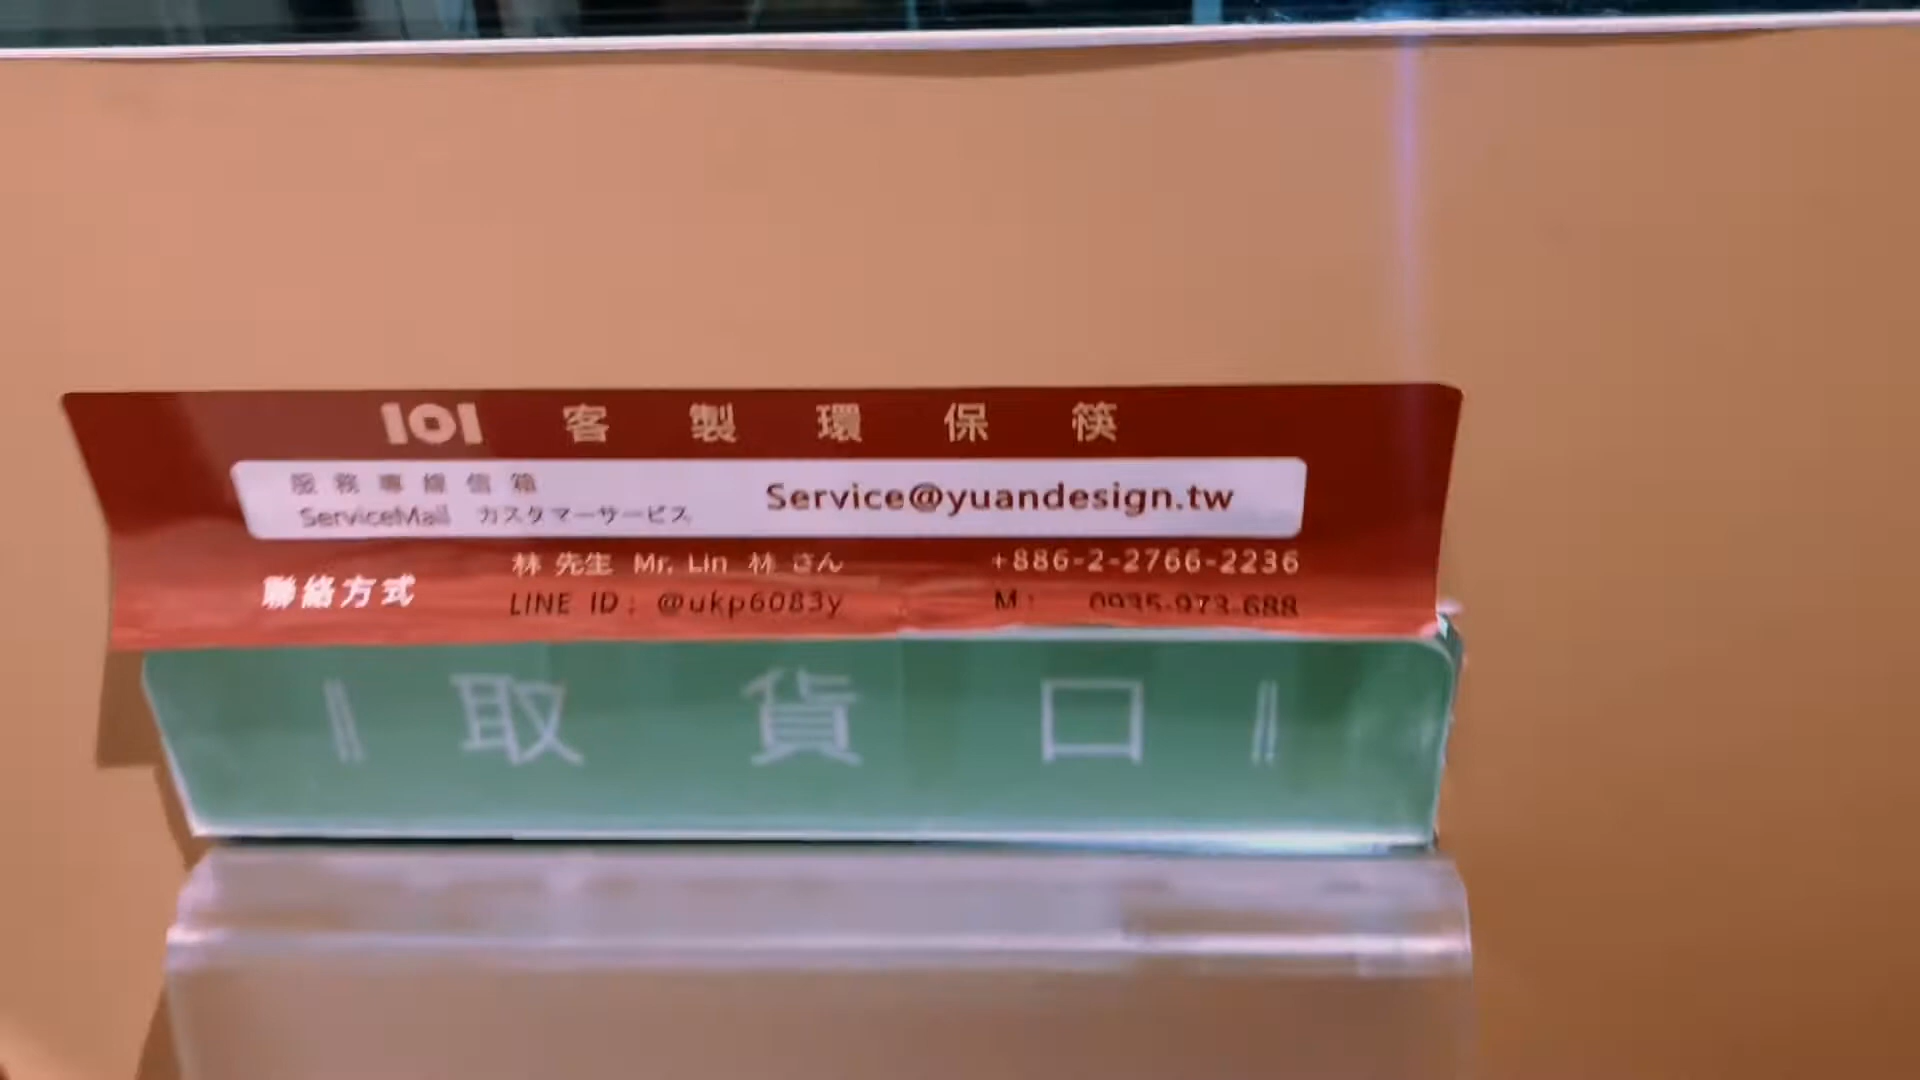 101 客製環保筷
服務專線信箱
ServiceMail カスタマーサービス
Service@yuandesign.tw
聯絡方式
林 先生 Mr. Lin 林 さん
+886-2-2766-2236
LINE ID: @ukp6083y
M: 0935-973-688
|| 取貨口 ||